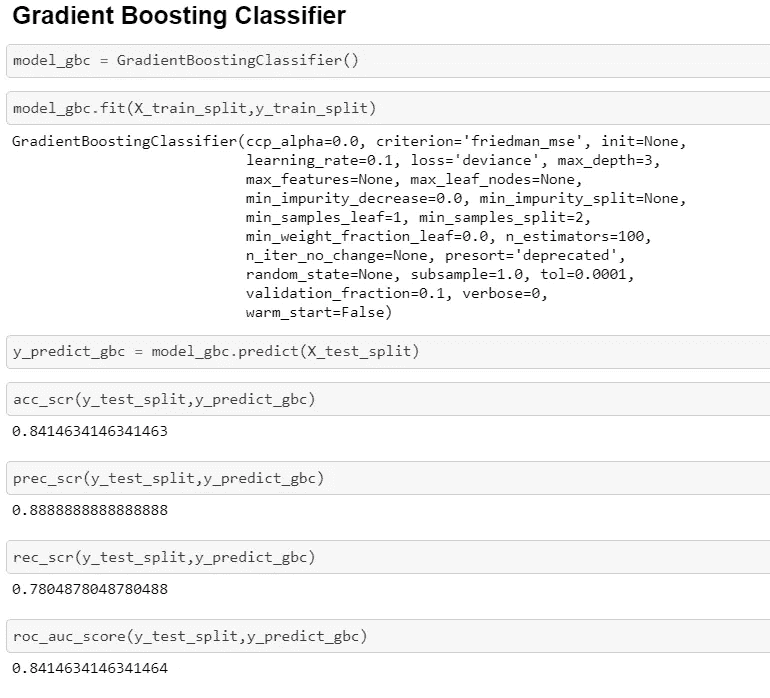 Gradient Boosting Classifier
model_gbc = GradientBoostingClassifier()
model_gbc.fit(X_train_split,y_train_split)
GradientBoostingClassifier(ccp_alpha=0.0, criterion='friedman_mse', init=None,
learning_rate=0.1, loss='deviance', max_depth=3,
max_features=None, max_leaf_nodes=None,
min_impurity_decrease=0.0, min_impurity_split=None,
min_samples_leaf=1, min_samples_split=2,
min_weight_fraction_leaf=0.0, n_estimators=100,
n_iter_no_change=None, presort='deprecated',
random_state=None, subsample=1.0, tol=0.0001,
validation_fraction=0.1, verbose=0,
warm_start=False)
y_predict_gbc = model_gbc.predict(X_test_split)
acc_scr(y_test_split,y_predict_gbc)
0.8414634146341463
prec_scr(y_test_split,y_predict_gbc)
0.8888888888888888
rec_scr(y_test_split,y_predict_gbc)
0.7804878048780488
roc_auc_score(y_test_split,y_predict_gbc)
0.8414634146341464